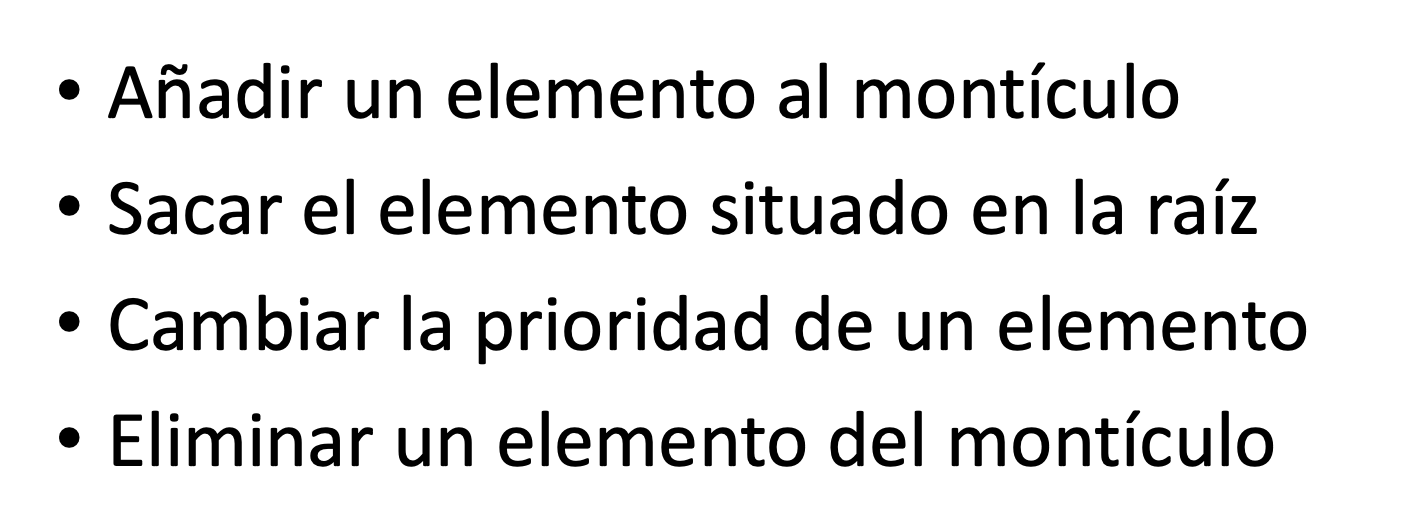 • Añadir un elemento al montículo
• Sacar el elemento situado en la raíz
• Cambiar la prioridad de un elemento
• Eliminar un elemento del montículo